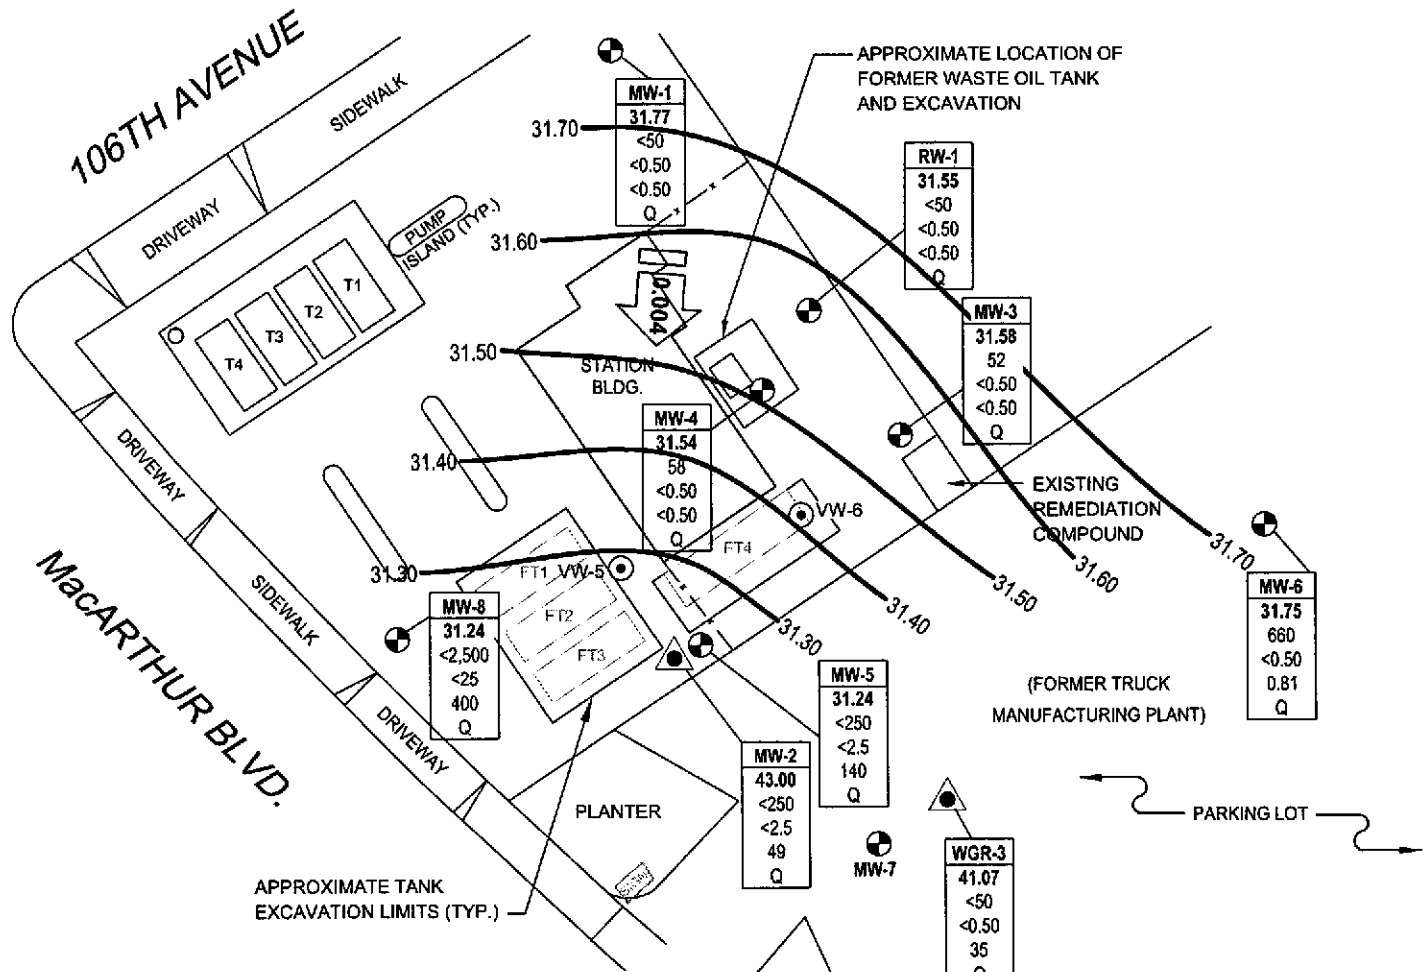 106TH AVENUE
SIDEWALK
DRIVEWAY
PUMP
ISLAND (TYP.)
T1
T2
T3
T4
APPROXIMATE LOCATION OF
FORMER WASTE OIL TANK
AND EXCAVATION
MW-1
31.77
<50
<0.50
<0.50
Q
31.70
RW-1
31.55
<50
<0.50
<0.50
Q
31.60
0.004
MW-3
31.58
52
<0.50
<0.50
Q
31.50
STATION
BLDG.
MW-4
31.54
58
<0.50
<0.50
Q
31.40
DRIVEWAY
EXISTING
REMEDIATION
COMPOUND
VW-6
FT4
31.30
FT1
VW-5
FT2
FT3
31.70
31.60
31.50
31.40
31.30
MW-6
31.75
660
<0.50
0.81
Q
MW-8
31.24
<2,500
<25
400
Q
SIDEWALK
MacARTHUR BLVD.
DRIVEWAY
MW-5
31.24
<250
<2.5
140
Q
(FORMER TRUCK
MANUFACTURING PLANT)
MW-2
43.00
<250
<2.5
49
Q
PLANTER
PARKING LOT
MW-7
WGR-3
41.07
<50
<0.50
35
Q
APPROXIMATE TANK
EXCAVATION LIMITS (TYP.)